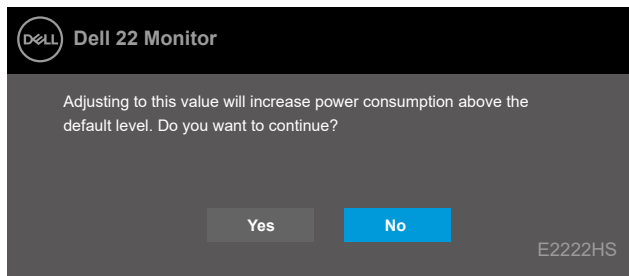 DELL Dell 22 Monitor
Adjusting to this value will increase power consumption above the
default level. Do you want to continue?
Yes No
E2222HS